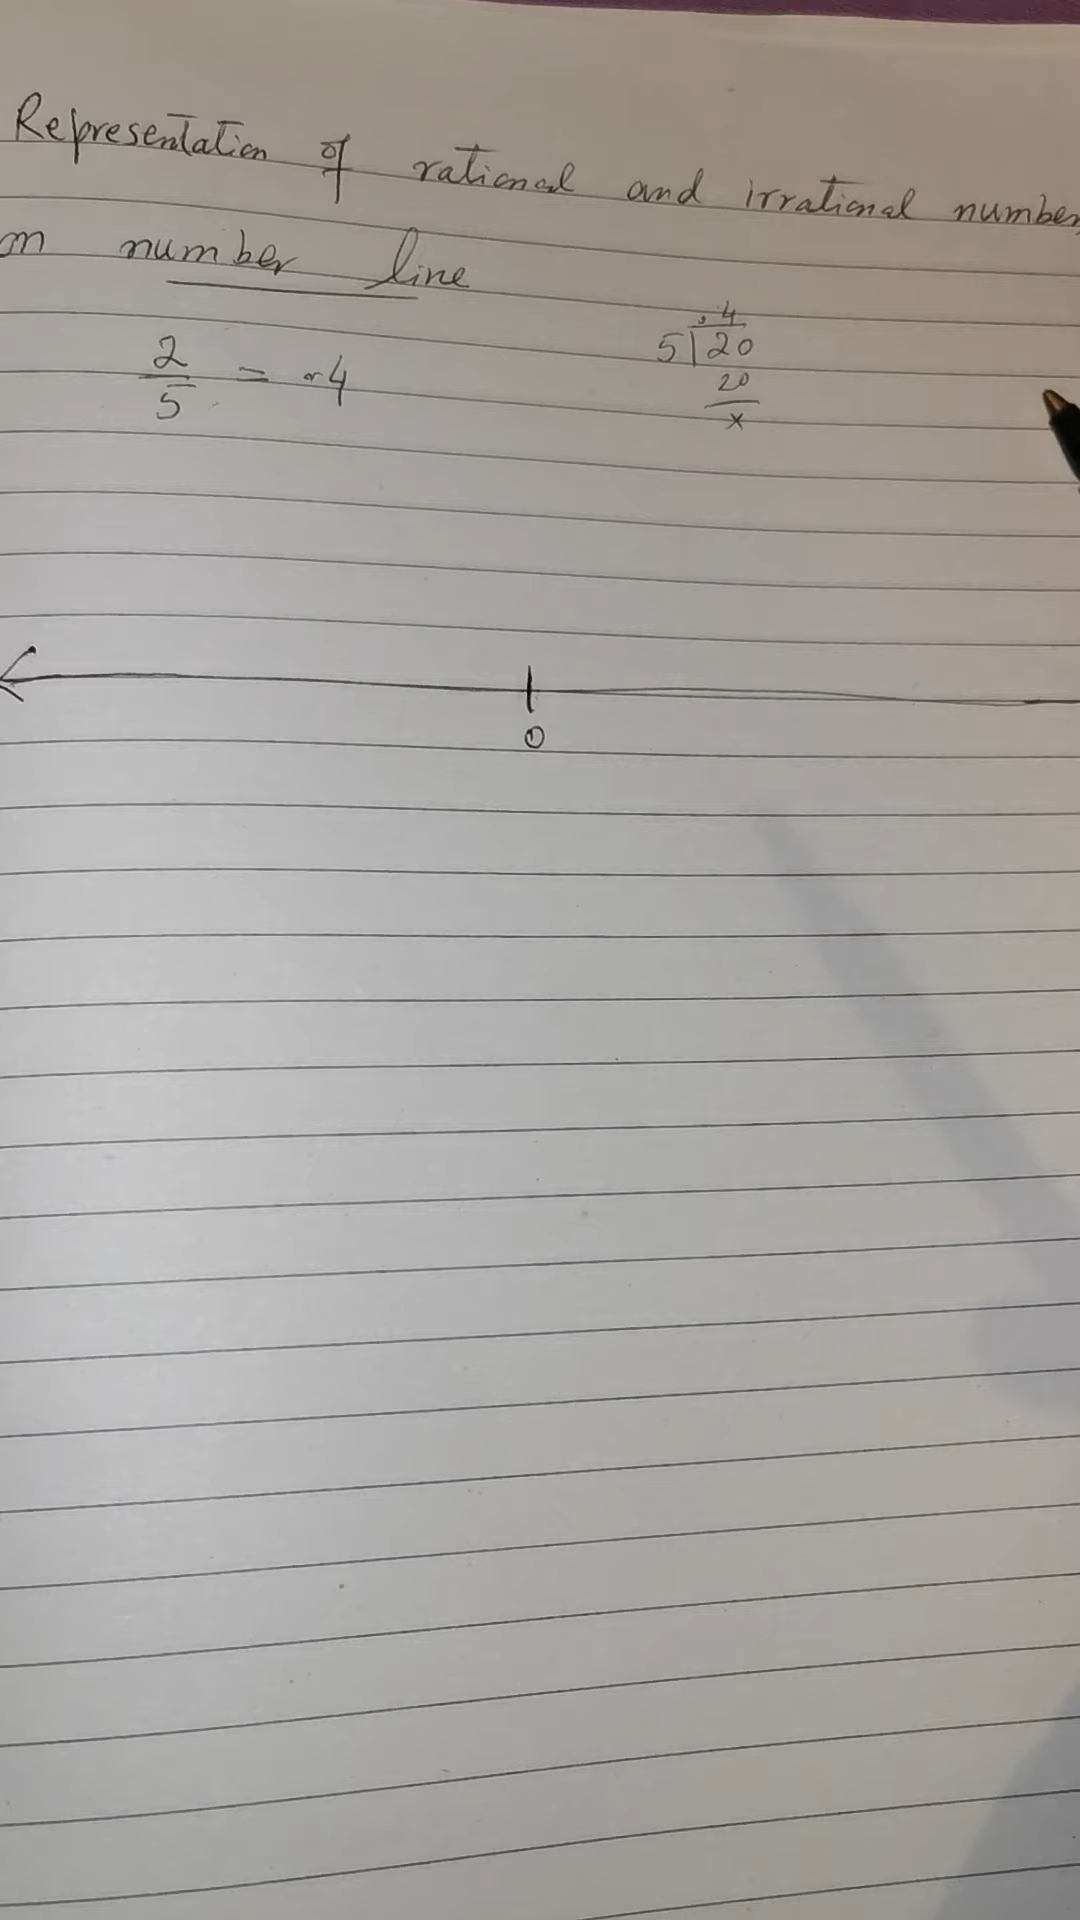 Representation of rational and irrational number
on number line
2/5 = .4
.4
5 20
20
x
0